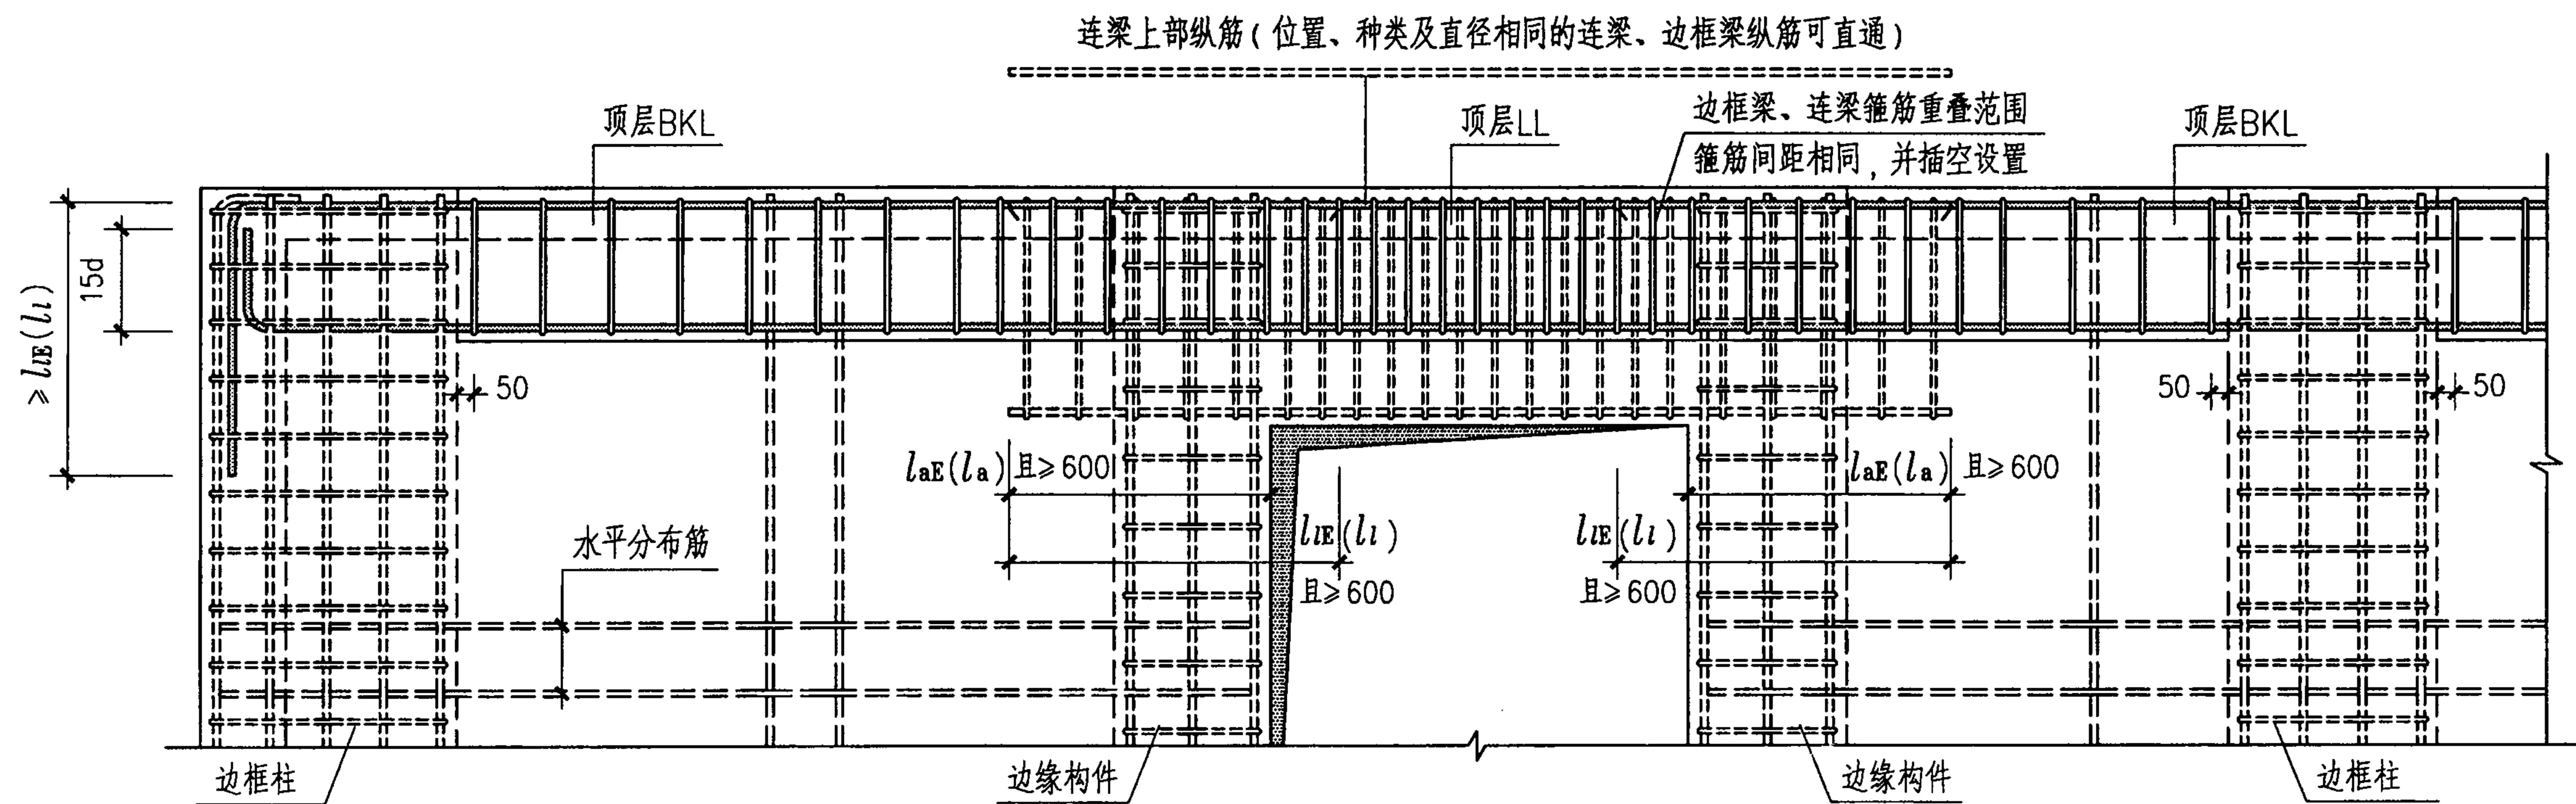 连梁上部纵筋(位置、种类及直径相同的连梁、边框梁纵筋可直通)
顶层BKL
顶层LL
边框梁、连梁箍筋重叠范围
箍筋间距相同,并插空设置
顶层BKL
≥llE(ll)
15d
50
50
50
laE(la)且≥600
laE(la)且≥600
llE(ll)
且≥600
llE(ll)
且≥600
水平分布筋
边框柱
边缘构件
边缘构件
边框柱